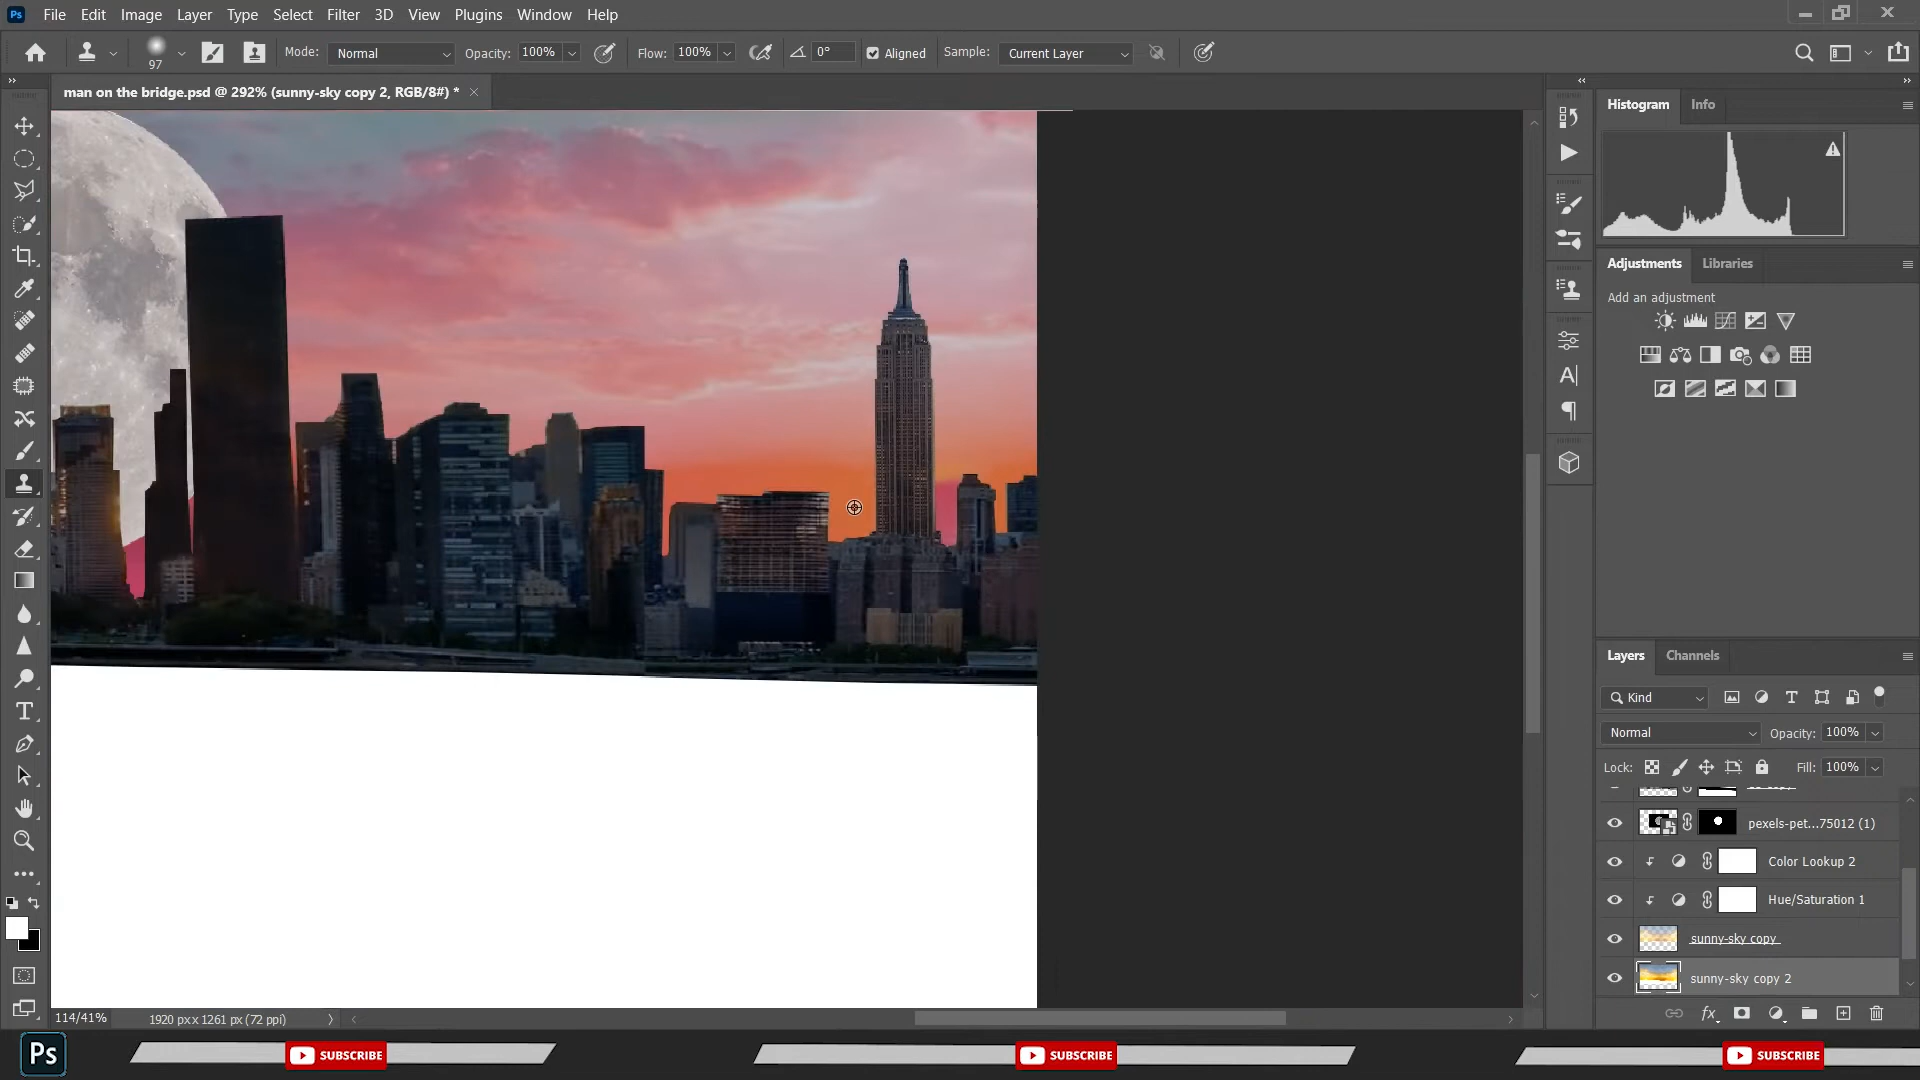 Ps File Edit Image Layer Type Select Filter 3D View Plugins Window Help
97 Mode: Normal Opacity: 100% Flow: 100% 0° Aligned Sample: Current Layer
man on the bridge.psd @ 292% (sunny-sky copy 2, RGB/8#) *
Histogram Info
Adjustments Libraries
Add an adjustment
Layers Channels
Kind
Normal Opacity: 100%
Lock: Fill: 100%
pexels-pet...75012 (1)
Color Lookup 2
Hue/Saturation 1
sunny-sky copy
sunny-sky copy 2
114/41% 1920 px x 1261 px (72 ppi)
fx
Ps SUBSCRIBE SUBSCRIBE SUBSCRIBE